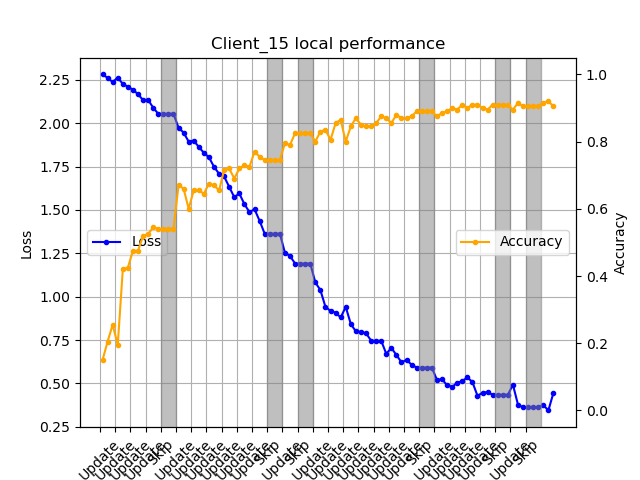 Client_15 local performance
2.25
2.00
1.75
1.50
1.25
1.00
0.75
0.50
0.25
Loss
Loss
Accuracy
1.0
0.8
0.6
0.4
0.2
0.0
Accuracy
Update
Update
Update
Update
Skip
Update
Update
Update
Update
Update
Update
Skip
Update
Skip
Update
Update
Update
Update
Update
Update
Update
Skip
Update
Update
Update
Update
Skip
Update
Skip